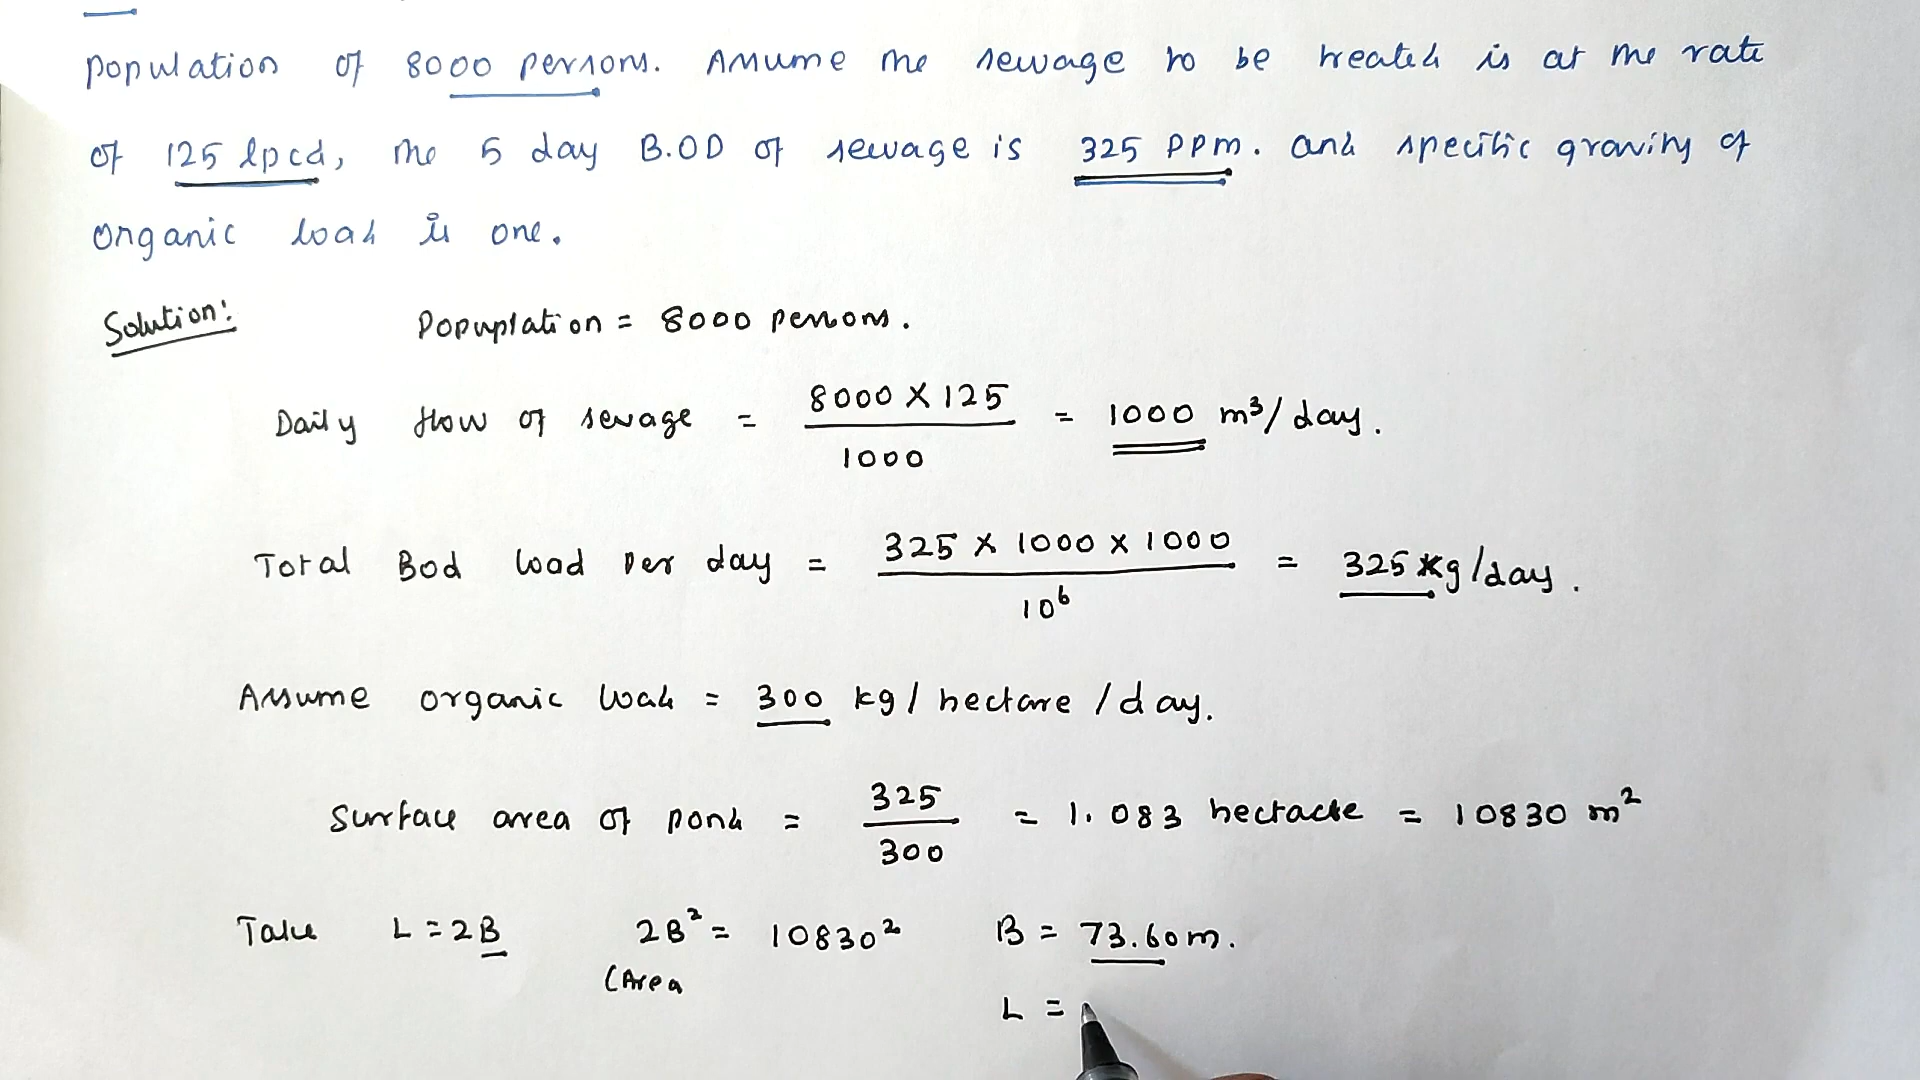 population of 8000 persons. Assume the sewage to be treated is at the rate
of 125 lpcd, the 5 day B.OD of sewage is 325 PPm. and specific gravity of
organic load is one.
Solution:
Popuplation = 8000 persons.
Daily flow of sewage = 8000 X 125 / 1000 = 1000 m³/day.
Total Bod load per day = 325 X 1000 X 1000 / 10⁶ = 325 Kg/day.
Assume organic load = 300 kg/hectare/day.
Surface area of pond = 325 / 300 = 1.083 hectacte = 10830 m²
Take L = 2B 2B² = 10830² B = 73.60m.
(Area
L =